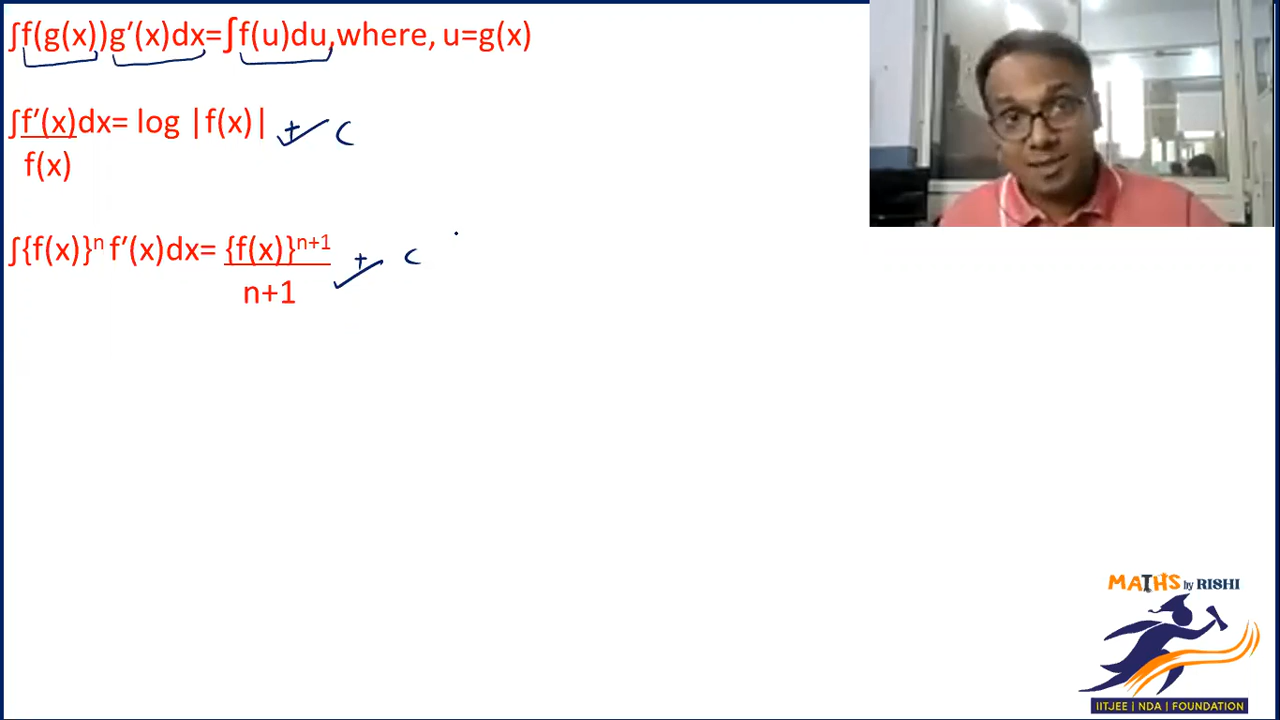 ∫f(g(x))g′(x)dx=∫f(u)du,where, u=g(x)
∫f′(x)dx= log |f(x)| + c
f(x)
∫{f(x)}ⁿ f′(x)dx= {f(x)}ⁿ⁺¹ + c
n+1
MATHS by RISHI
IITJEE | NDA | FOUNDATION